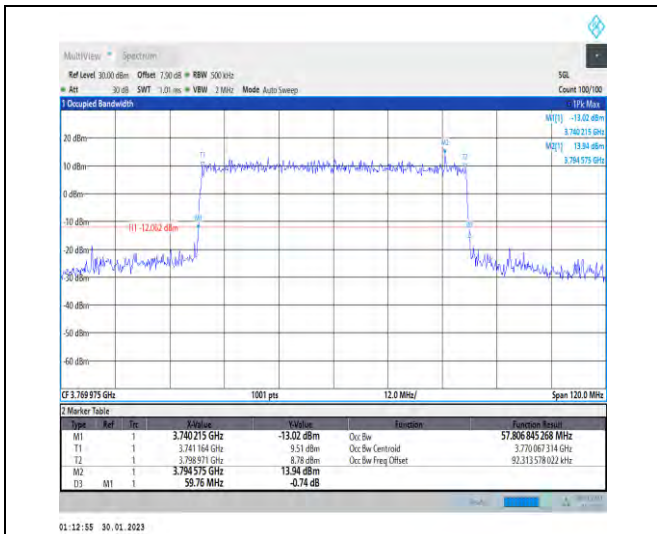 MultiView Spectrum
Ref Level 30.00 dBm Offset 7.90 dB RBW 500 kHz SGL
Att 30 dB SWT 1.01 ms VBW 2 MHz Mode Auto Sweep Count 100/100
1 Occupied Bandwidth 1Pk Max
M1[1] -13.02 dBm
3.740 215 GHz
M2[1] 13.94 dBm
3.794 575 GHz
20 dBm
M2
T1
T2
10 dBm
0 dBm
-10 dBm
H1 -12.062 dBm
-20 dBm
-30 dBm
-40 dBm
-50 dBm
-60 dBm
CF 3.769 975 GHz 1001 pts 12.0 MHz/ Span 120.0 MHz
2 Marker Table
Type Ref Trc X-Value Y-Value Function Function Result
M1 1 3.740 215 GHz -13.02 dBm Occ Bw 57.806 845 268 MHz
T1 1 3.741 164 GHz 9.51 dBm Occ Bw Centroid 3.770 067 314 GHz
T2 1 3.798 971 GHz 8.78 dBm Occ Bw Freq Offset 92.313 578 022 kHz
M2 1 3.794 575 GHz 13.94 dBm
D3 M1 1 59.76 MHz -0.74 dB
01:12:55 30.01.2023